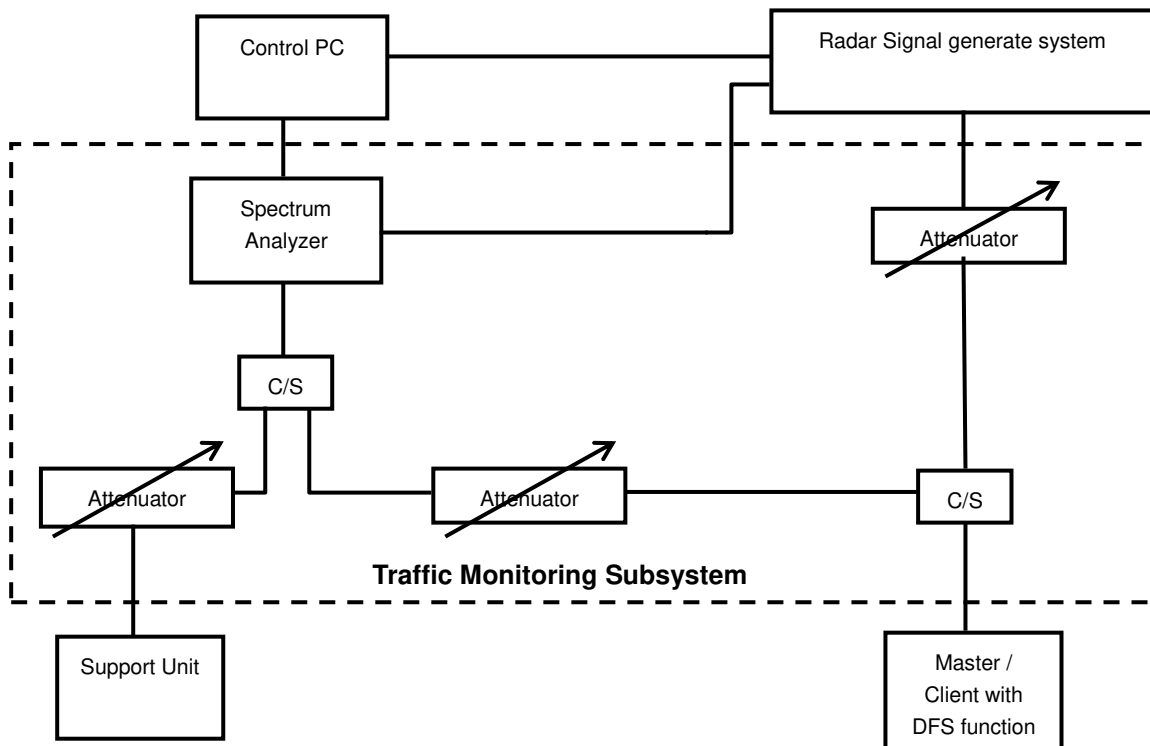 Control PC
Radar Signal generate system
Spectrum
Analyzer
Attenuator
C/S
Attenuator
Attenuator
C/S
Traffic Monitoring Subsystem
Support Unit
Master /
Client with
DFS function